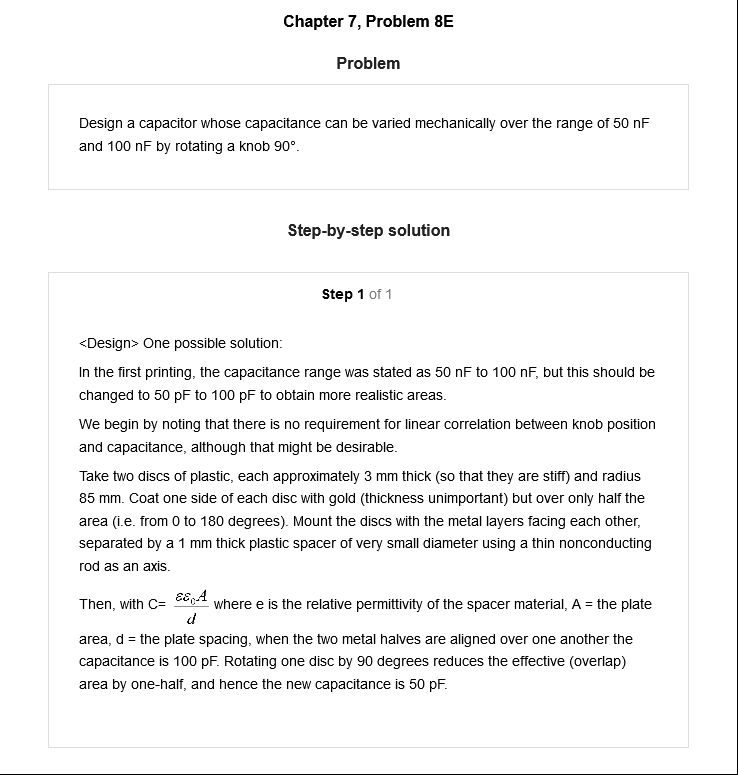 Chapter 7, Problem 8E
Problem
Design a capacitor whose capacitance can be varied mechanically over the range of 50 nF
and 100 nF by rotating a knob 90°.
Step-by-step solution
Step 1 of 1
<Design> One possible solution:
In the first printing, the capacitance range was stated as 50 nF to 100 nF, but this should be
changed to 50 pF to 100 pF to obtain more realistic areas.
We begin by noting that there is no requirement for linear correlation between knob position
and capacitance, although that might be desirable.
Take two discs of plastic, each approximately 3 mm thick (so that they are stiff) and radius
85 mm. Coat one side of each disc with gold (thickness unimportant) but over only half the
area (i.e. from 0 to 180 degrees). Mount the discs with the metal layers facing each other,
separated by a 1 mm thick plastic spacer of very small diameter using a thin nonconducting
rod as an axis.
Then, with C= εε₀A/d where e is the relative permittivity of the spacer material, A = the plate
area, d = the plate spacing, when the two metal halves are aligned over one another the
capacitance is 100 pF. Rotating one disc by 90 degrees reduces the effective (overlap)
area by one-half, and hence the new capacitance is 50 pF.